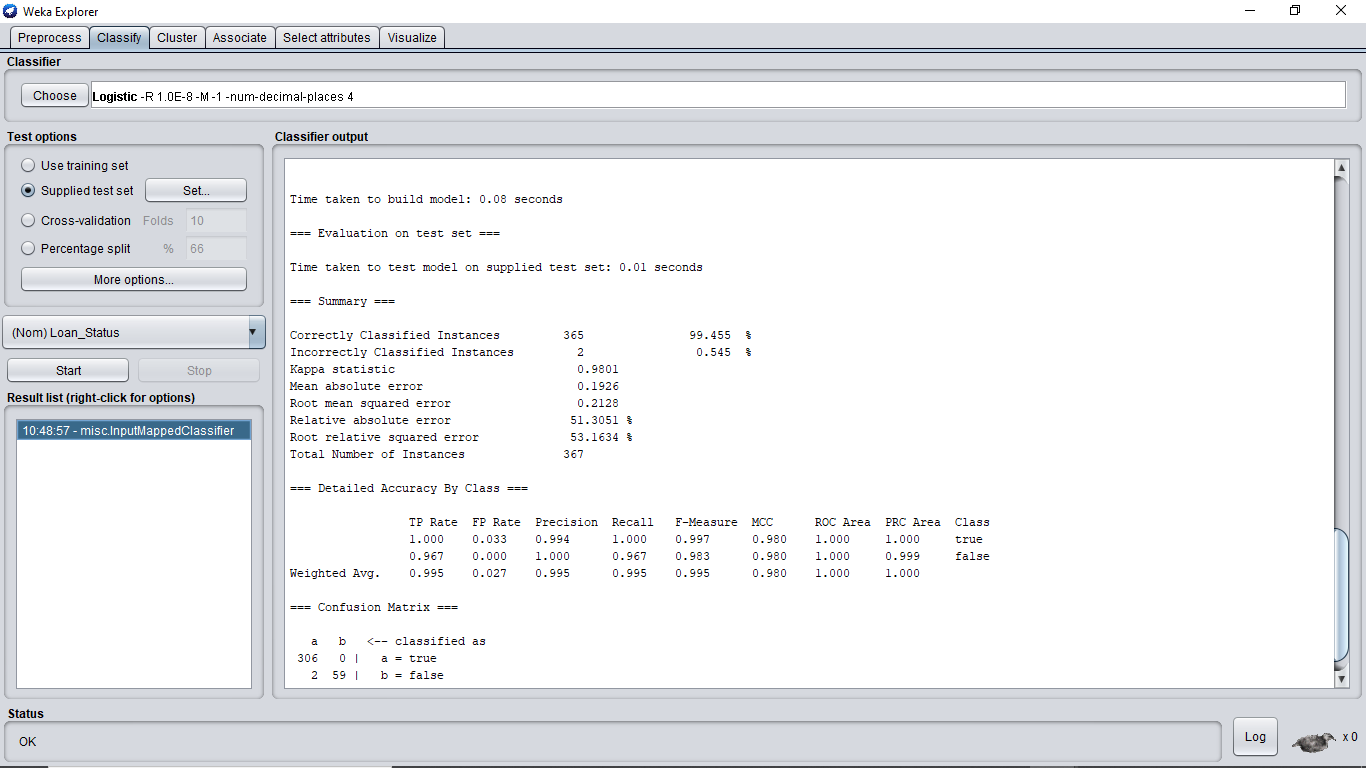 Weka Explorer
Preprocess Classify Cluster Associate Select attributes Visualize
Classifier
Choose Logistic -R 1.0E-8 -M -1 -num-decimal-places 4
Test options
Use training set
Supplied test set Set...
Cross-validation Folds 10
Percentage split % 66
More options...
(Nom) Loan_Status
Start Stop
Result list (right-click for options)
10:48:57 - misc.InputMappedClassifier
Classifier output
Time taken to build model: 0.08 seconds
=== Evaluation on test set ===
Time taken to test model on supplied test set: 0.01 seconds
=== Summary ===
Correctly Classified Instances 365 99.455 %
Incorrectly Classified Instances 2 0.545 %
Kappa statistic 0.9801
Mean absolute error 0.1926
Root mean squared error 0.2128
Relative absolute error 51.3051 %
Root relative squared error 53.1634 %
Total Number of Instances 367
=== Detailed Accuracy By Class ===
TP Rate FP Rate Precision Recall F-Measure MCC ROC Area PRC Area Class
1.000 0.033 0.994 1.000 0.997 0.980 1.000 1.000 true
0.967 0.000 1.000 0.967 0.983 0.980 1.000 0.999 false
Weighted Avg. 0.995 0.027 0.995 0.995 0.995 0.980 1.000 1.000
=== Confusion Matrix ===
a b <-- classified as
306 0 | a = true
2 59 | b = false
Status
OK
Log
x 0